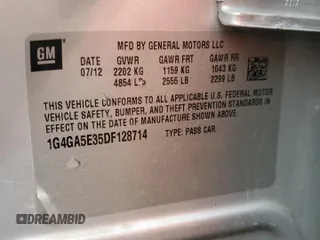 GM
MFD BY GENERAL MOTORS LLC
DATE GVWR GAWR FRT GAWR RR
07/12 2202 KG 1159 KG 1043 KG
4854 LB 2555 LB 2299 LB
THIS VEHICLE CONFORMS TO ALL APPLICABLE U.S. FEDERAL MOTOR
VEHICLE SAFETY, BUMPER, AND THEFT PREVENTION STANDARDS IN
EFFECT ON THE DATE OF MANUFACTURE SHOWN ABOVE.
1G4GA5E35DF128714 TYPE: PASS CAR
DREAMBID